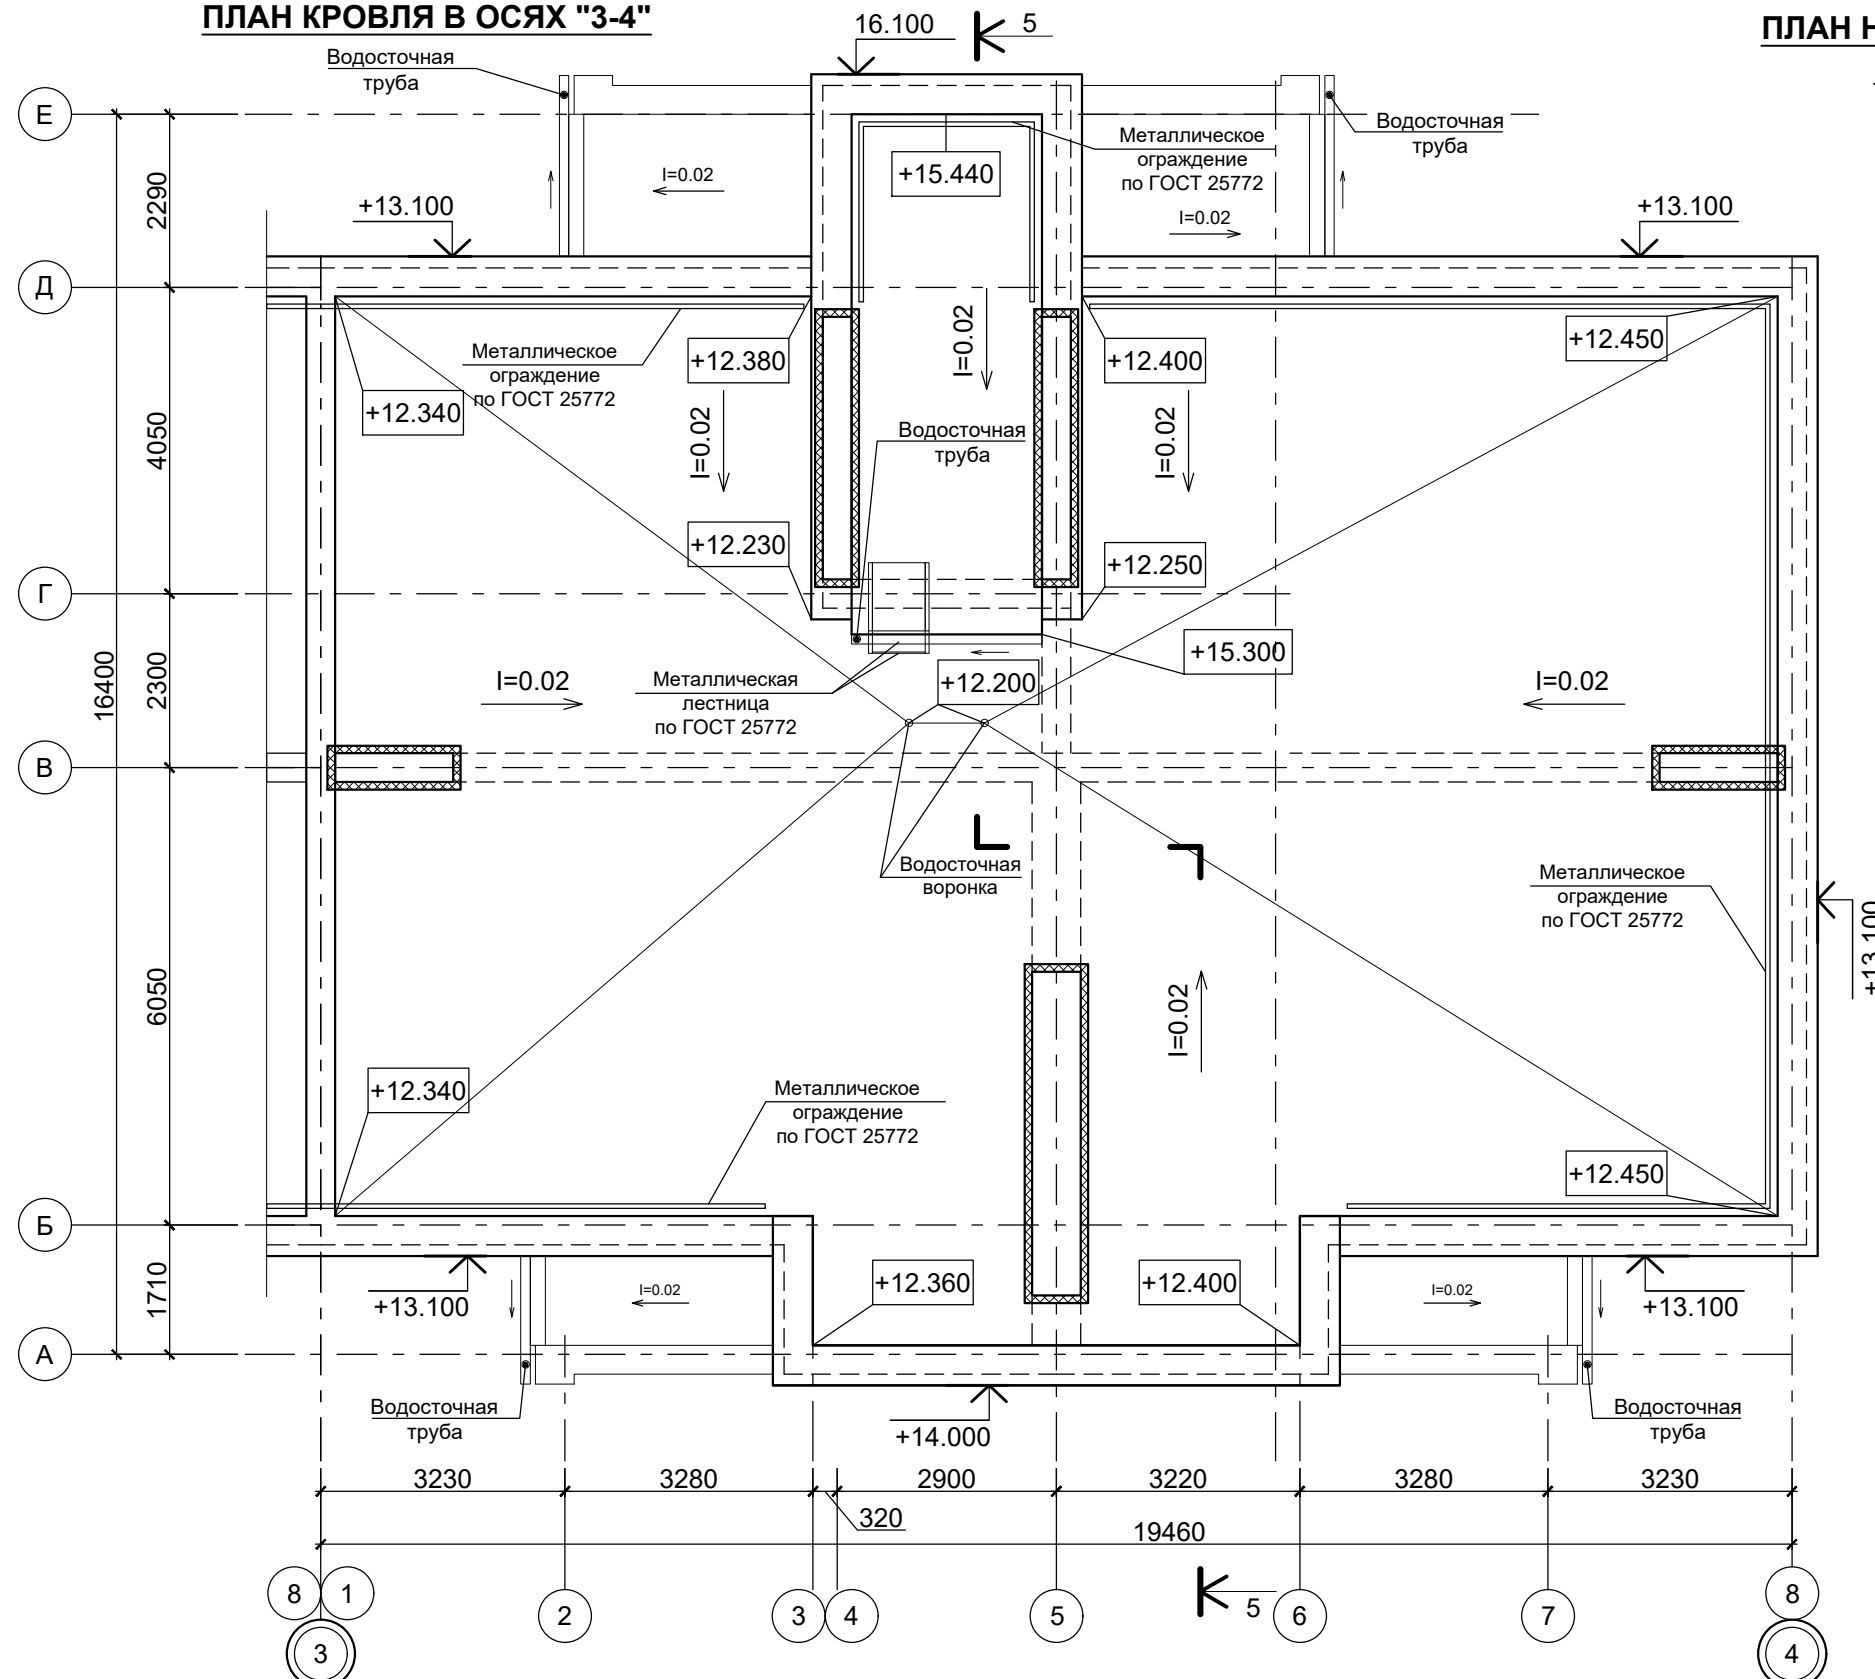 ПЛАН КРОВЛЯ В ОСЯХ "3-4"
ПЛАН
Водосточная
труба
16.100
5
Е
Водосточная
труба
Металлическое
ограждение
по ГОСТ 25772
+15.440
I=0.02
I=0.02
2290
+13.100
+13.100
Д
Металлическое
ограждение
по ГОСТ 25772
+12.380
I=0.02
+12.400
+12.450
+12.340
4050
I=0.02
Водосточная
труба
I=0.02
+12.230
+12.250
Г
16400
2300
I=0.02
Металлическая
лестница
по ГОСТ 25772
+12.200
+15.300
I=0.02
В
Водосточная
воронка
Металлическое
ограждение
по ГОСТ 25772
+13.100
6050
I=0.02
+12.340
Металлическое
ограждение
по ГОСТ 25772
+12.450
Б
1710
+13.100
I=0.02
+12.360
+12.400
I=0.02
+13.100
А
Водосточная
труба
+14.000
Водосточная
труба
3230
3280
2900
3220
3280
3230
320
19460
8
1
2
3
4
5
5
6
7
8
3
4